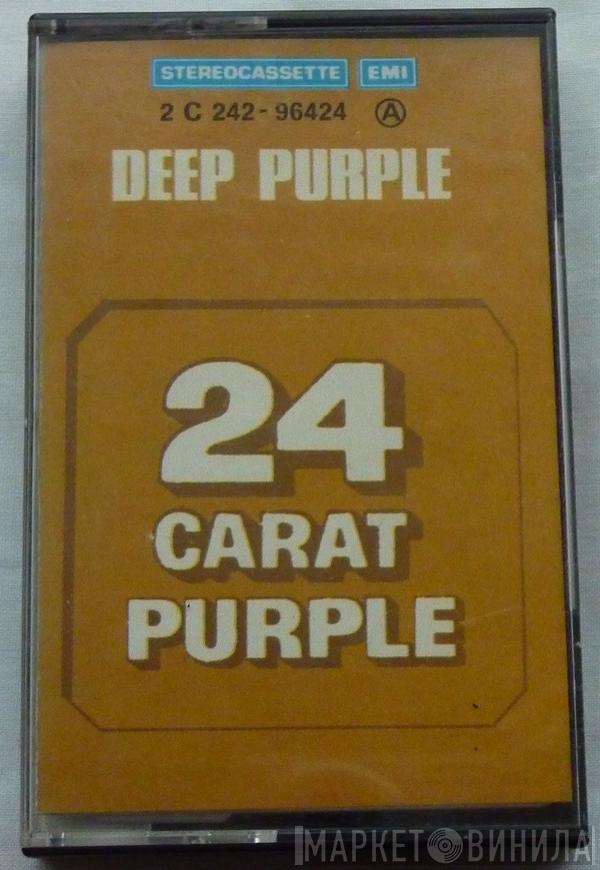 STEREOCASSETTE EMI
2 C 242-96424 A
DEEP PURPLE
24
CARAT
PURPLE
МАРКЕТ ВИНИЛА